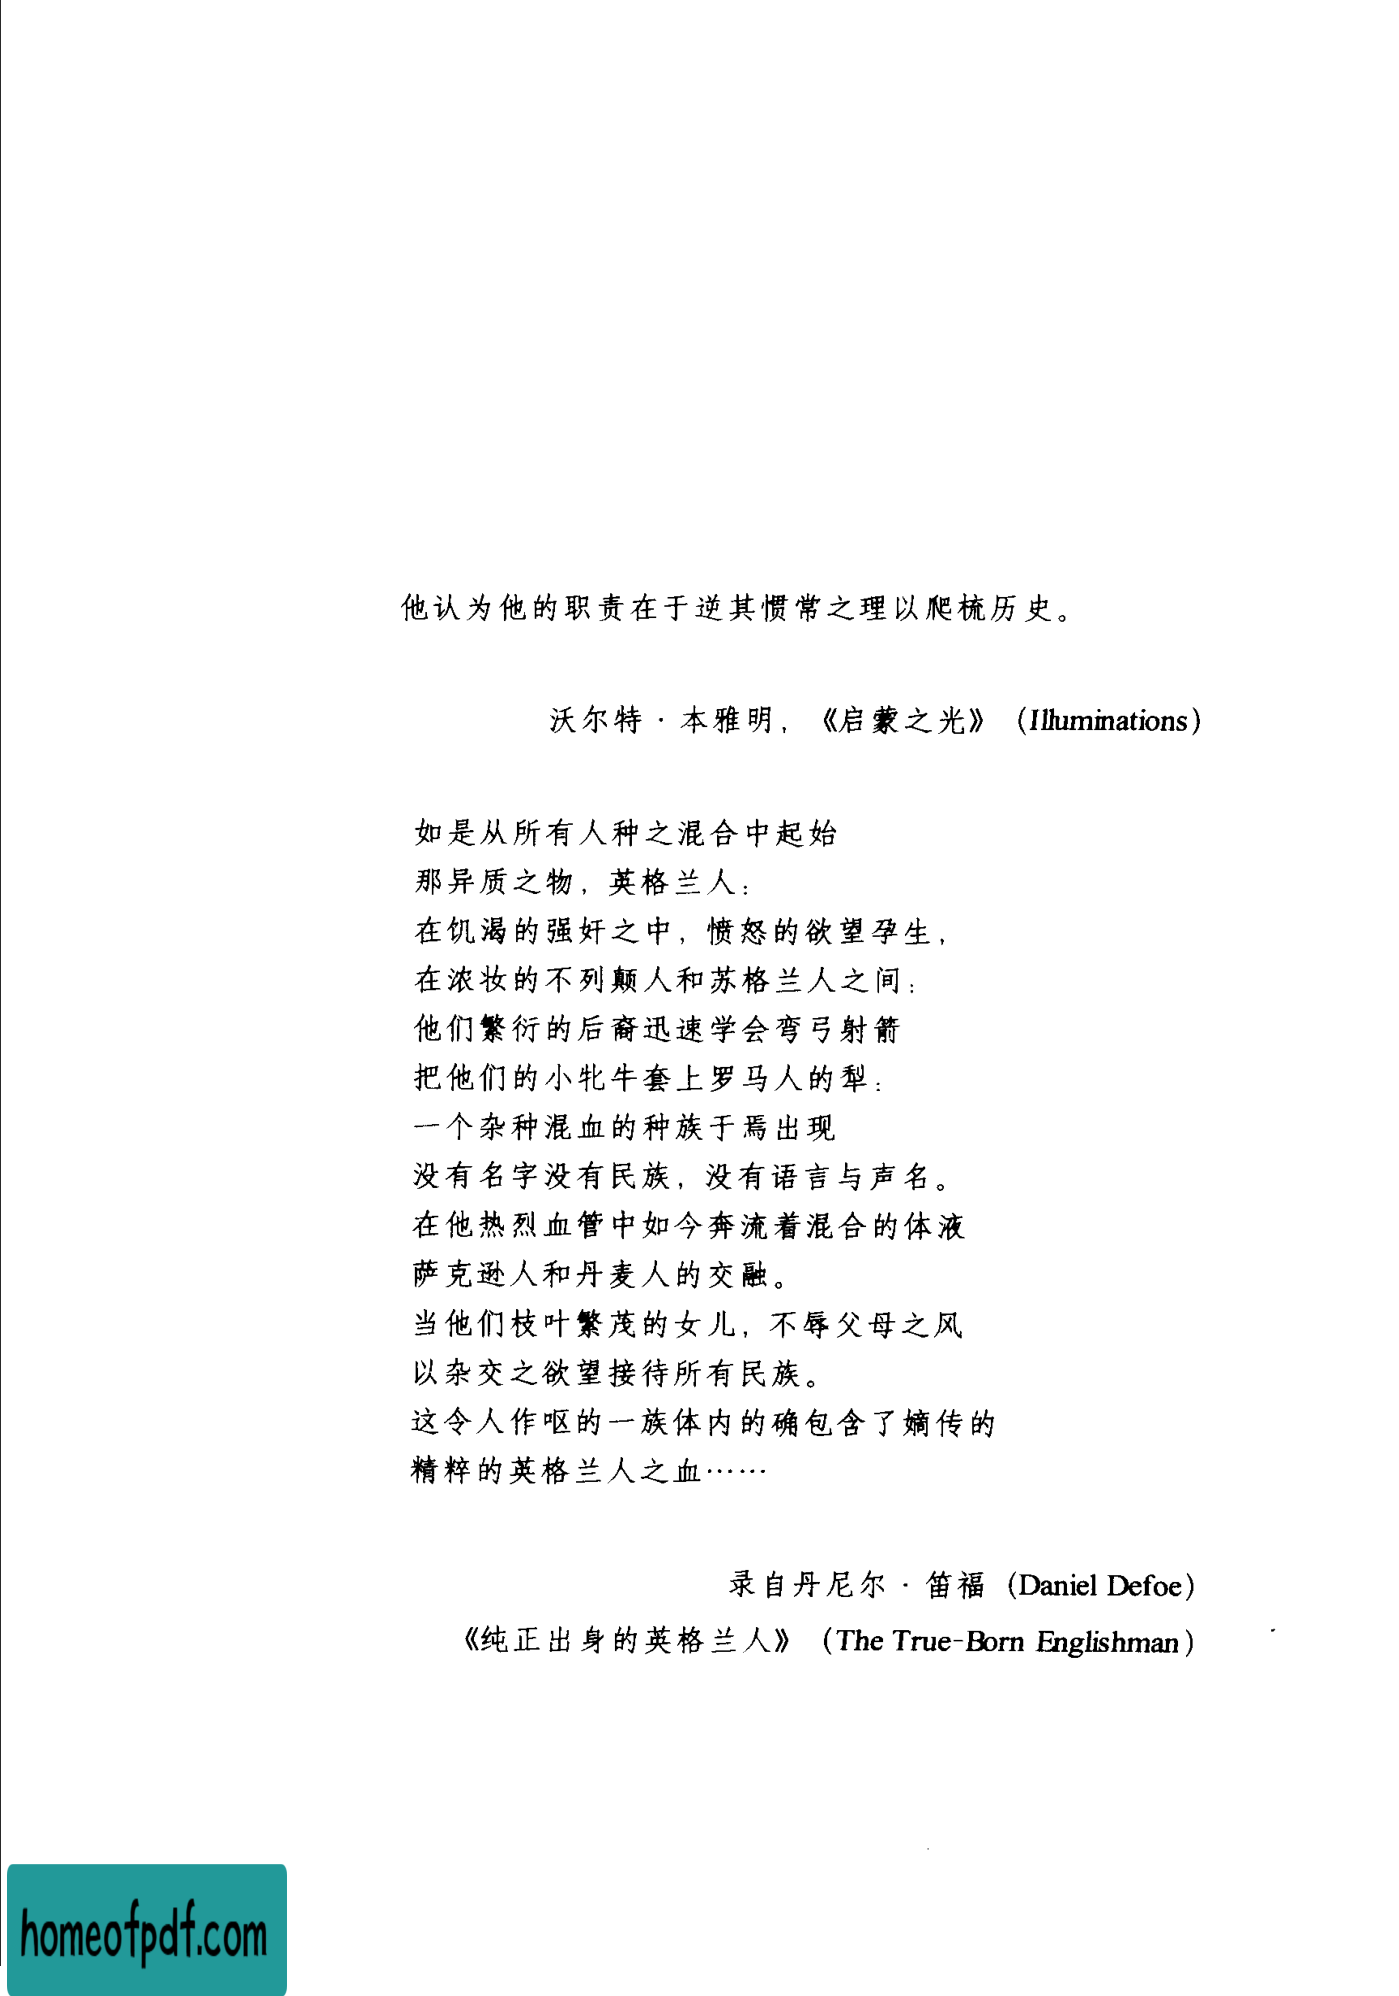 他认为他的职责在于逆其惯常之理以爬梳历史。
沃尔特·本雅明，《启蒙之光》（Illuminations）
如是从所有人种之混合中起始
那异质之物，英格兰人：
在饥渴的强奸之中，愤怒的欲望孕生，
在浓妆的不列颠人和苏格兰人之间：
他们繁衍的后裔迅速学会弯弓射箭
把他们的小牝牛套上罗马人的犁：
一个杂种混血的种族于焉出现
没有名字没有民族，没有语言与声名。
在他热烈血管中如今奔流着混合的体液
萨克逊人和丹麦人的交融。
当他们枝叶繁茂的女儿，不辱父母之风
以杂交之欲望接待所有民族。
这令人作呕的一族体内的确包含了嫡传的
精粹的英格兰人之血……
录自丹尼尔·笛福（Daniel Defoe）
《纯正出身的英格兰人》（The True-Born Englishman）
homeofpdf.com